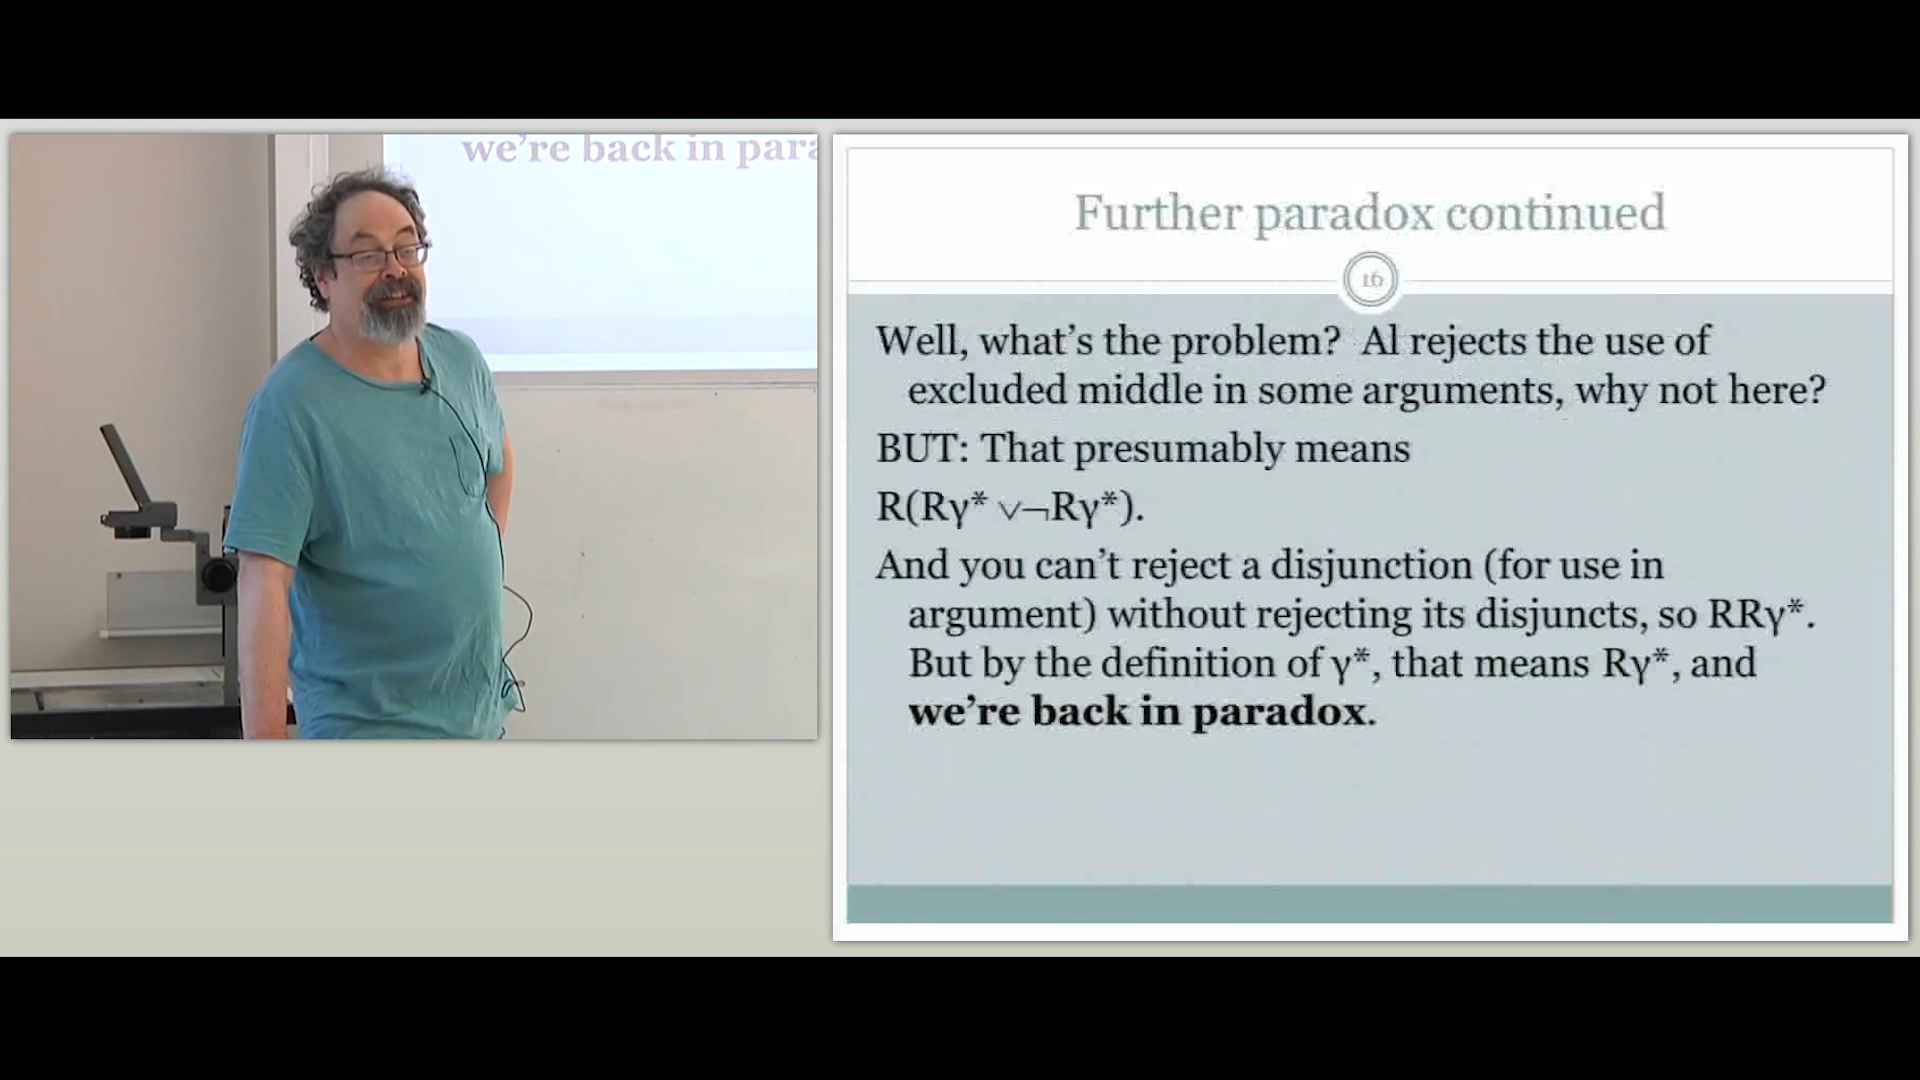 we're back in para
Further paradox continued
16
Well, what's the problem?  Al rejects the use of
excluded middle in some arguments, why not here?
BUT: That presumably means
R(Rγ* ∨¬Rγ*).
And you can't reject a disjunction (for use in
argument) without rejecting its disjuncts, so RRγ*.
But by the definition of γ*, that means Rγ*, and
we're back in paradox.